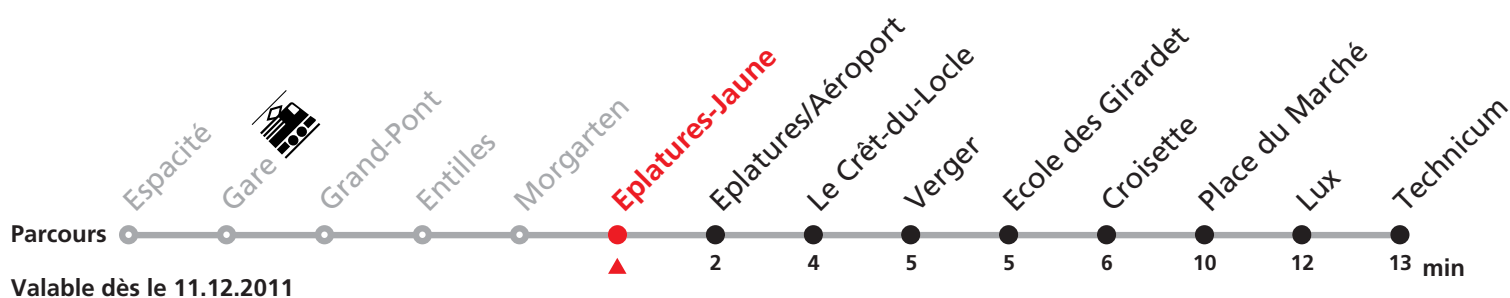 Espacité
Gare
Grand-Pont
Entilles
Morgarten
Eplatures-Jaune
Eplatures/Aéroport
Le Crêt-du-Locle
Verger
Ecole des Girardet
Croisette
Place du Marché
Lux
Technicum
Parcours
2 4 5 5 6 10 12 13 min
Valable dès le 11.12.2011